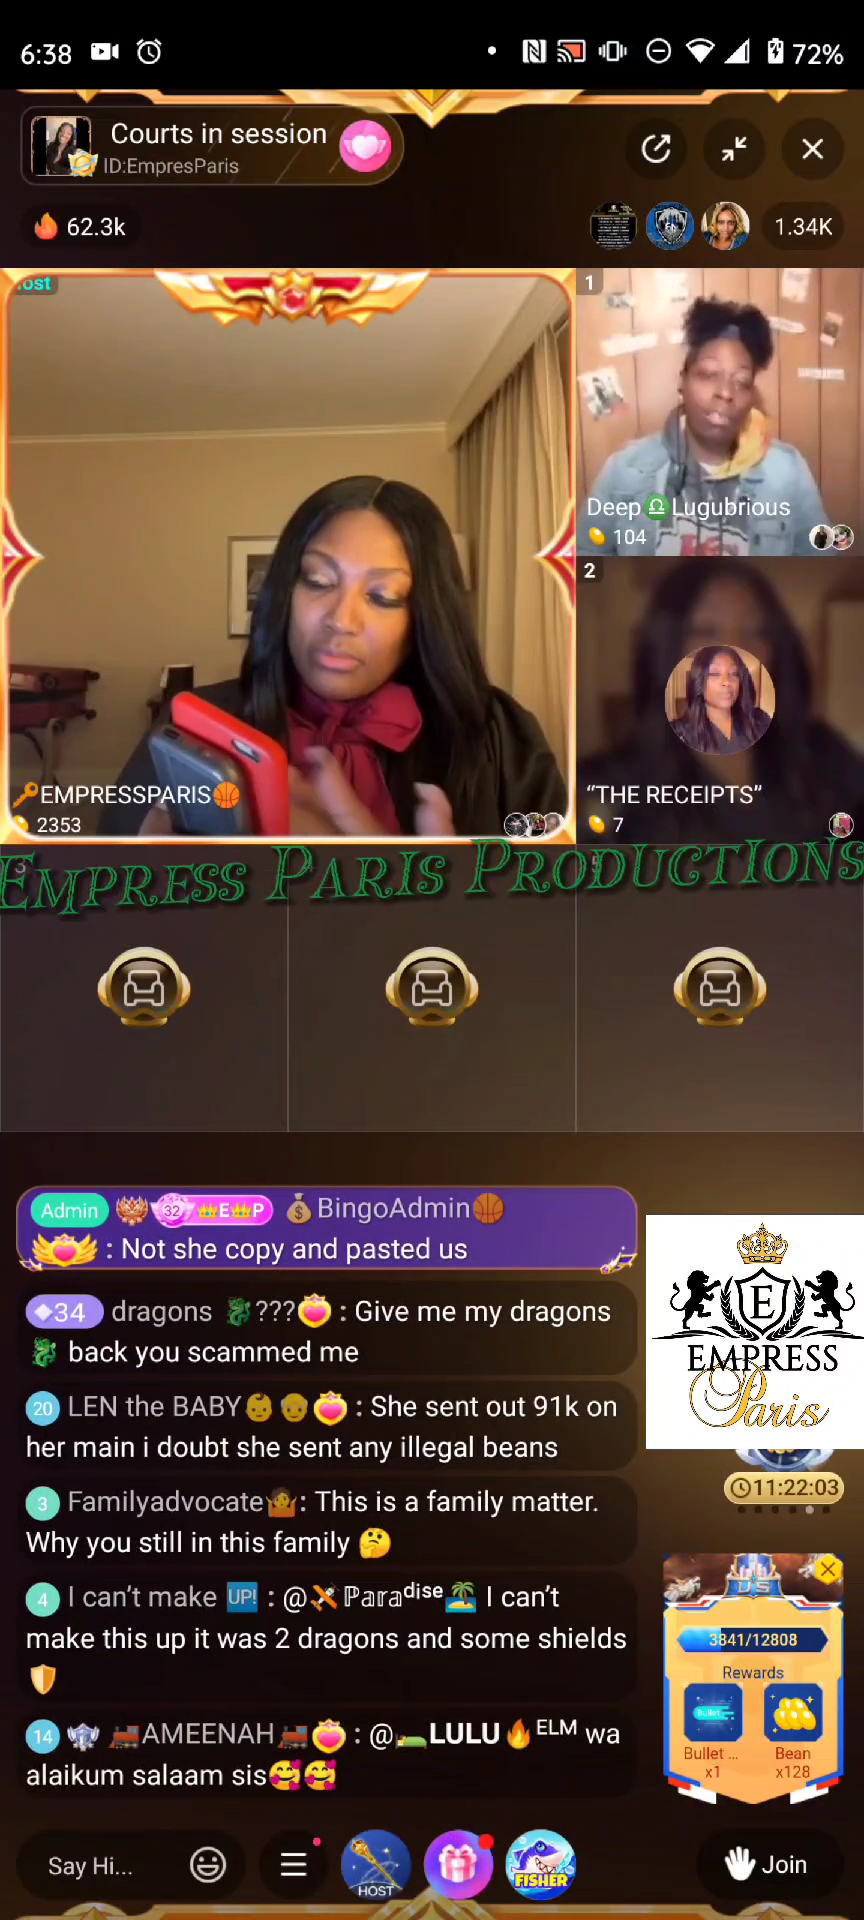 6:38
72%
Courts in session
ID:EmpresParis
62.3k
1.34K
ost
1
Deep♎Lugubrious
104
2
🔑EMPRESSPARIS🏀
2353
“THE RECEIPTS”
7
EMPRESS PARIS PRODUCTIONS
Admin 32 👑E👑P 💰BingoAdmin🏀
: Not she copy and pasted us
34 dragons 🐉???💗 : Give me my dragons
🐉 back you scammed me
20 LEN the BABY👶👴💗 : She sent out 91k on
her main i doubt she sent any illegal beans
3 Familyadvocate🤷: This is a family matter.
Why you still in this family 🤔
4 I can’t make 🆙 : @ℙaraᵈⁱˢᵉ🏝️ I can’t
make this up it was 2 dragons and some shields
🛡️
14 🚂AMEENAH🚂💗 : @🛏️LULU🔥ᴱᴸᴹ wa
alaikum salaam sis🥰🥰
E
EMPRESS
Paris
11:22:03
US
3841/12808
Rewards
Bullet
Bullet ...
x1
Bean
x128
Say Hi...
HOST
FISHER
Join